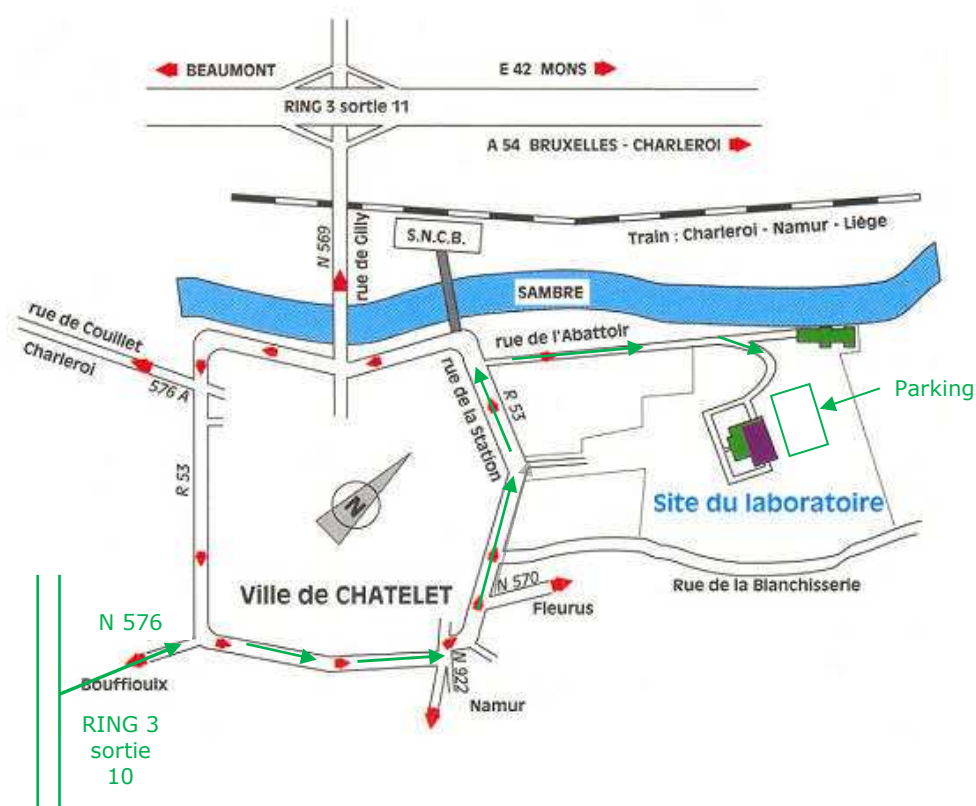 BEAUMONT
E 42 MONS
RING 3 sortie 11
A 54 BRUXELLES - CHARLEROI
N 569
rue de Gilly
S.N.C.B.
Train : Charleroi - Namur - Liège
SAMBRE
rue de Couillet
Charleroi
576 A
rue de l'Abattoir
rue de la Station
R 53
Parking
R 53
N
Site du laboratoire
Ville de CHATELET
N 570
Fleurus
Rue de la Blanchisserie
N 576
Bouffioulx
N 922
Namur
RING 3
sortie
10